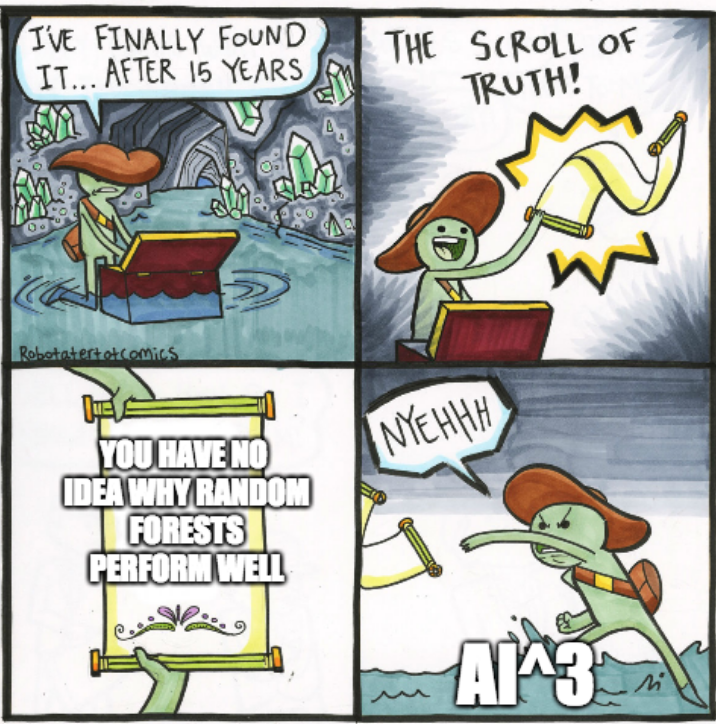 I'VE FINALLY FOUND
IT... AFTER 15 YEARS
THE SCROLL OF
TRUTH!
Robotatertotcomics
YOU HAVE NO
IDEA WHY RANDOM
FORESTS
PERFORM WELL
NYEHHH
AI^3